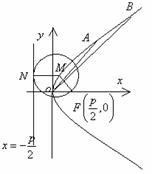 y
B
A
N
M
O
x
F(p/2, 0)
x = -p/2